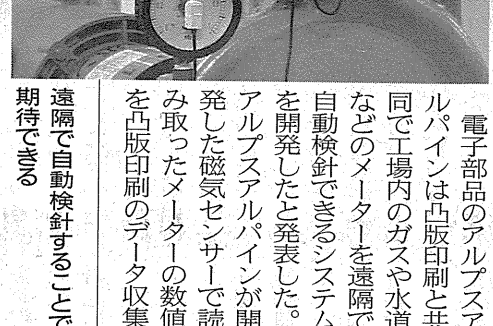 電子部品のアルプスア
ルパインは凸版印刷と共
同で工場内のガスや水道
などのメーターを遠隔で
自動検針できるシステム
を開発したと発表した。
アルプスアルパインが開
発した磁気センサーで読
み取ったメーターの数値
を凸版印刷のデータ収集
遠隔で自動検針することで
期待できる